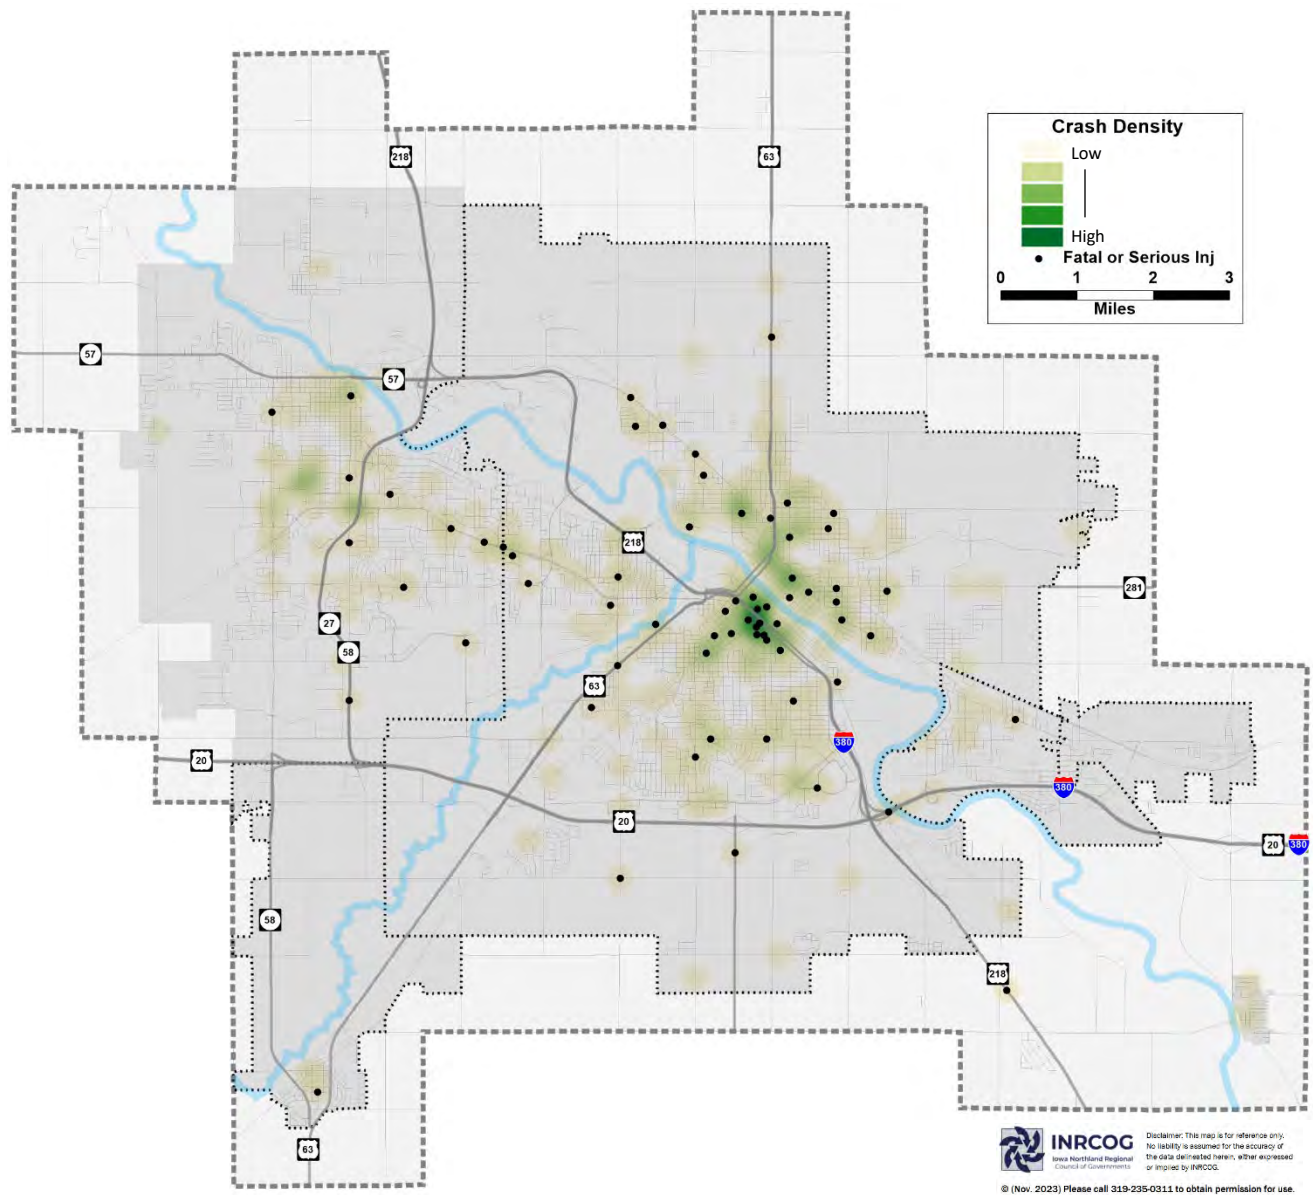 63
218
Crash Density
Low
High
Fatal or Serious Inj
0 1 2 3
Miles
57
57
218
281
27
58
63
380
20
380
20
20 380
58
218
63
INRCOG
Iowa Northland Regional
Council of Governments
Disclaimer: This map is for reference only.
No liability is assumed for the accuracy of
the data delineated herein, either expressed
or implied by INRCOG.
© (Nov. 2023) Please call 319-235-0311 to obtain permission for use.